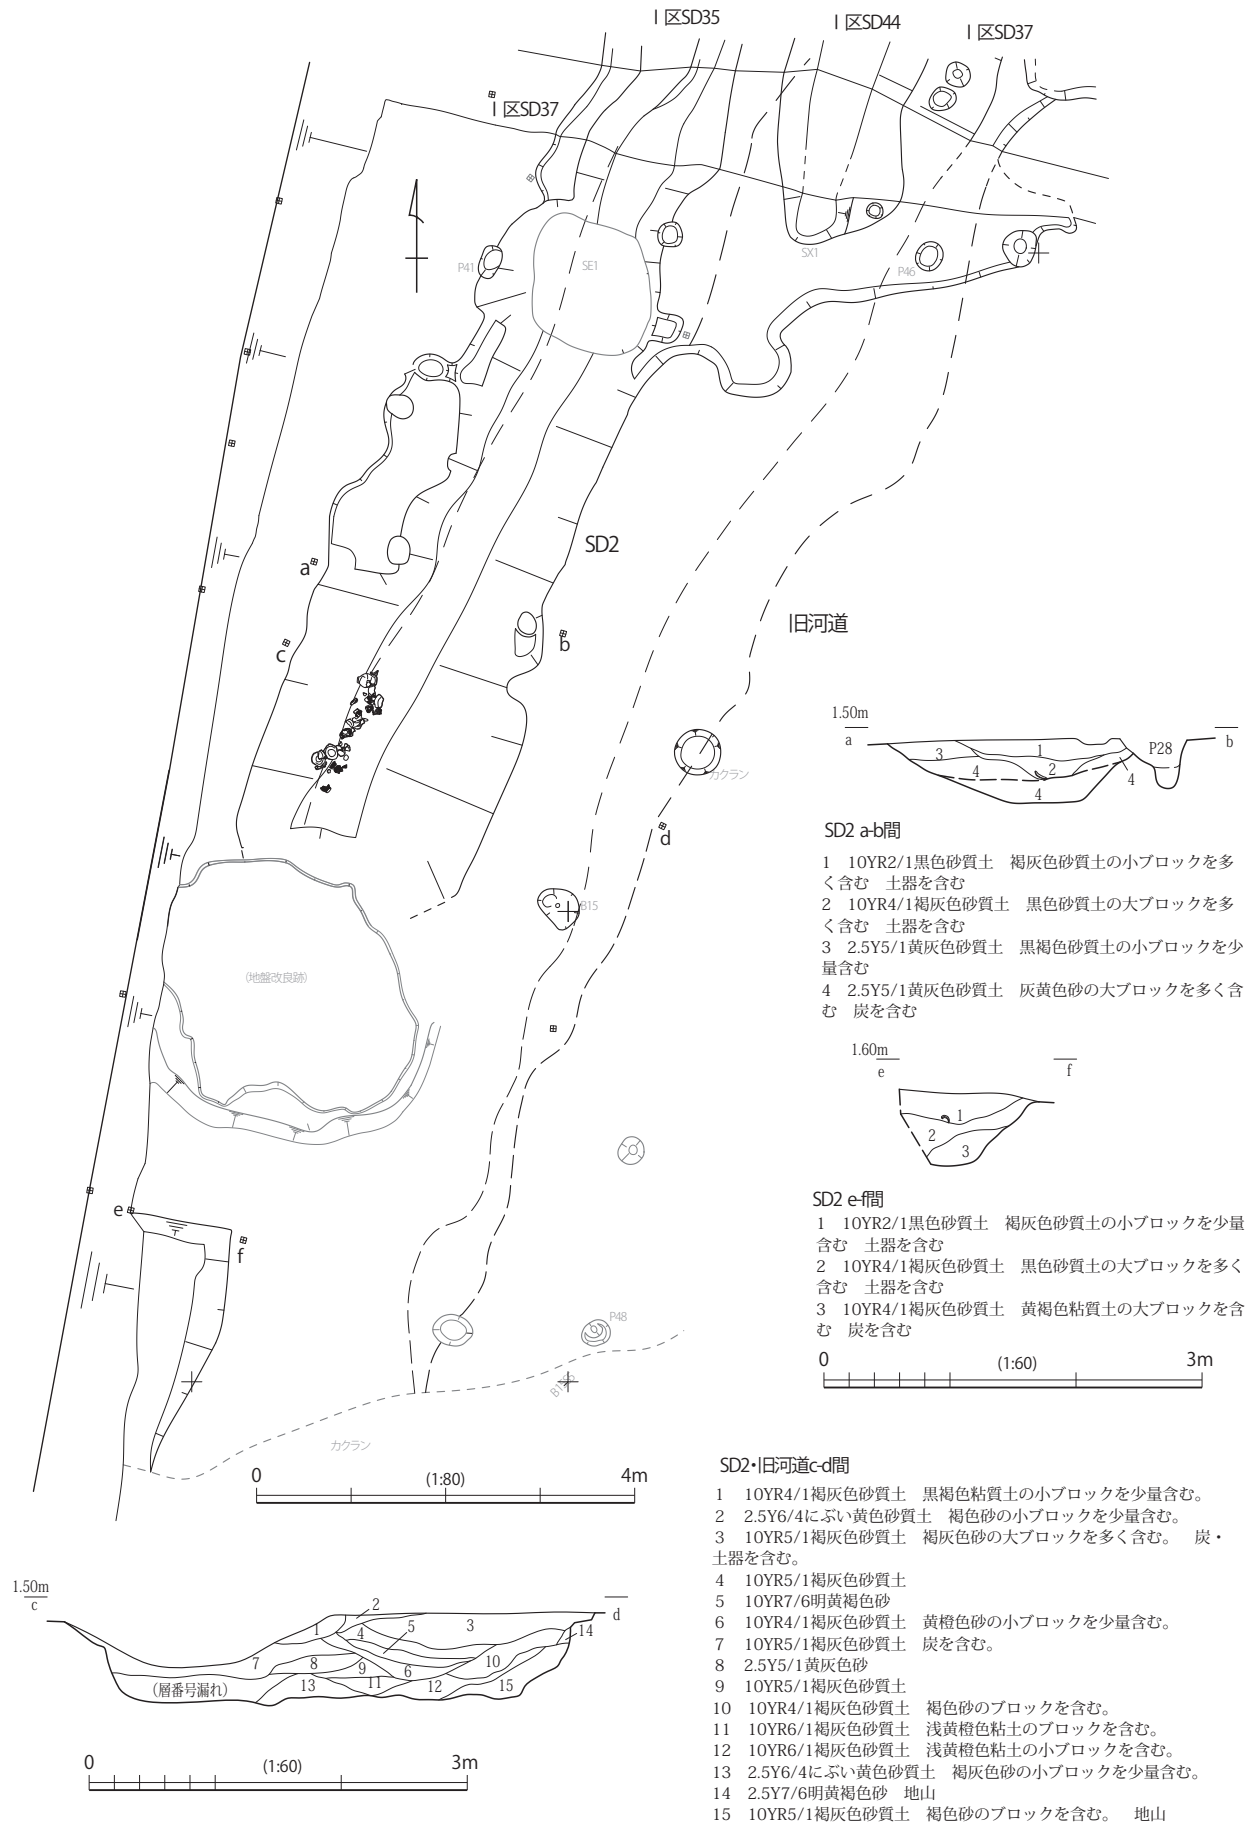 Ⅰ区SD35
Ⅰ区SD44
Ⅰ区SD37
Ⅰ区SD37
P41
SE1
SX1
P46
SD2
a
b
c
旧河道
カクラン
d
B15
(地盤改良跡)
e
f
P48
カクラン
0 (1:80) 4m
1.50m
a
b
1
2
3
4
4
4
P28
SD2 a-b間
1 10YR2/1黒色砂質土 褐灰色砂質土の小ブロックを多
く含む 土器を含む
2 10YR4/1褐灰色砂質土 黒色砂質土の大ブロックを多
く含む 土器を含む
3 2.5Y5/1黄灰色砂質土 黒褐色砂質土の小ブロックを少
量含む
4 2.5Y5/1黄灰色砂質土 灰黄色砂の大ブロックを多く含
む 炭を含む
1.60m
e
f
1
2
3
SD2 e-f間
1 10YR2/1黒色砂質土 褐灰色砂質土の小ブロックを少量
含む 土器を含む
2 10YR4/1褐灰色砂質土 黒色砂質土の大ブロックを多く
含む 土器を含む
3 10YR4/1褐灰色砂質土 黄褐色粘質土の大ブロックを含
む 炭を含む
0 (1:60) 3m
1.50m
c
d
1
2
3
4
5
6
7
8
9
10
11
12
13
14
15
(層番号漏れ)
0 (1:60) 3m
SD2•旧河道c-d間
1 10YR4/1褐灰色砂質土 黒褐色粘質土の小ブロックを少量含む。
2 2.5Y6/4にぶい黄色砂質土 褐色砂の小ブロックを少量含む。
3 10YR5/1褐灰色砂質土 褐灰色砂の大ブロックを多く含む。 炭・
土器を含む。
4 10YR5/1褐灰色砂質土
5 10YR7/6明黄褐色砂
6 10YR4/1褐灰色砂質土 黄橙色砂の小ブロックを少量含む。
7 10YR5/1褐灰色砂質土 炭を含む。
8 2.5Y5/1黄灰色砂
9 10YR5/1褐灰色砂質土
10 10YR4/1褐灰色砂質土 褐色砂のブロックを含む。
11 10YR6/1褐灰色砂質土 浅黄橙色粘土のブロックを含む。
12 10YR6/1褐灰色砂質土 浅黄橙色粘土の小ブロックを含む。
13 2.5Y6/4にぶい黄色砂質土 褐灰色砂の小ブロックを少量含む。
14 2.5Y7/6明黄褐色砂 地山
15 10YR5/1褐灰色砂質土 褐色砂のブロックを含む。 地山